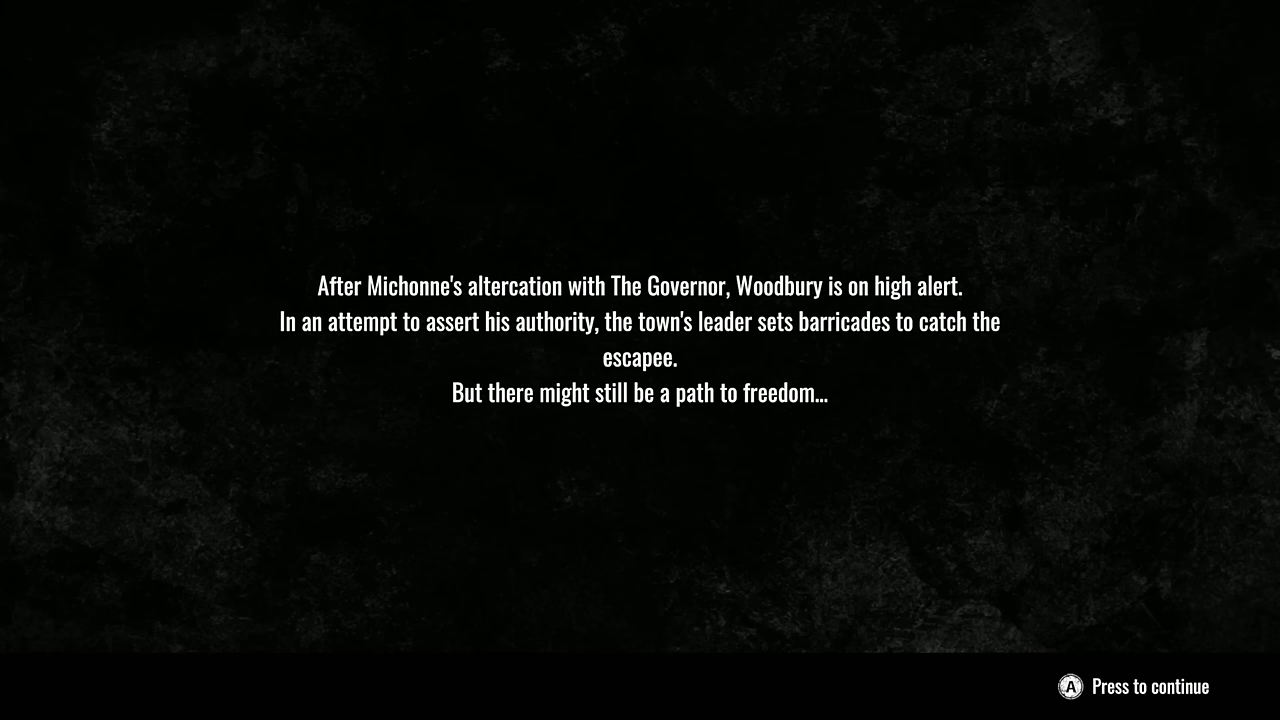 After Michonne's altercation with The Governor, Woodbury is on high alert.
In an attempt to assert his authority, the town's leader sets barricades to catch the
escapee.
But there might still be a path to freedom...
A Press to continue